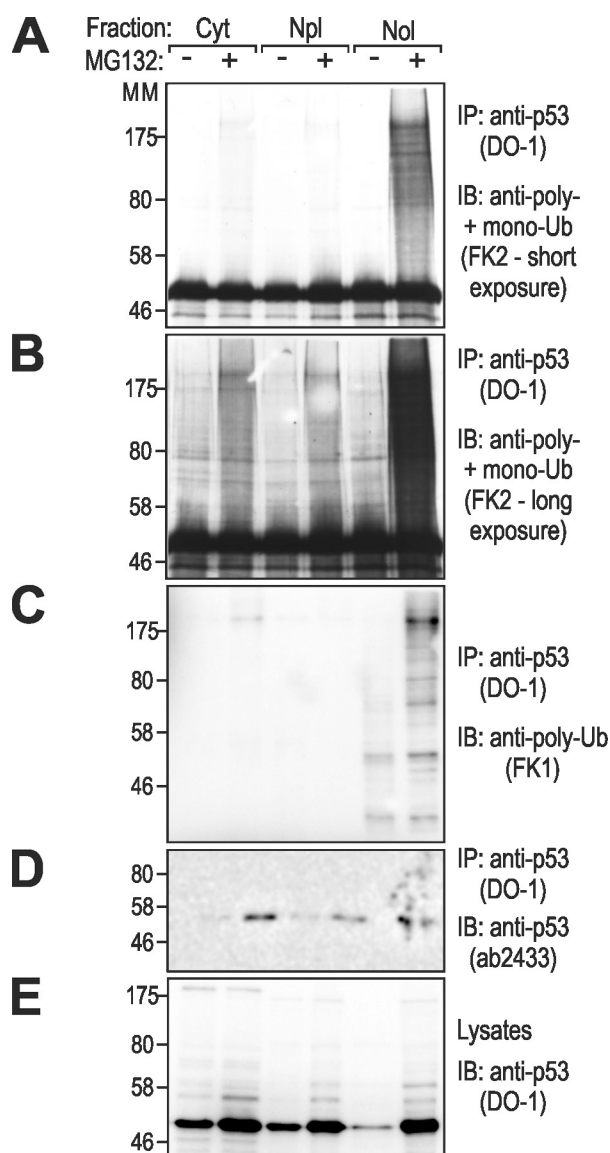 A
Fraction: Cyt Npl Nol
MG132: - + - + - +
MM
175
80
58
46
IP: anti-p53
(DO-1)
IB: anti-poly-
+ mono-Ub
(FK2 - short
exposure)
B
175
80
58
46
IP: anti-p53
(DO-1)
IB: anti-poly-
+ mono-Ub
(FK2 - long
exposure)
C
175
80
58
46
IP: anti-p53
(DO-1)
IB: anti-poly-Ub
(FK1)
D
80
58
46
IP: anti-p53
(DO-1)
IB: anti-p53
(ab2433)
E
175
80
58
46
Lysates
IB: anti-p53
(DO-1)